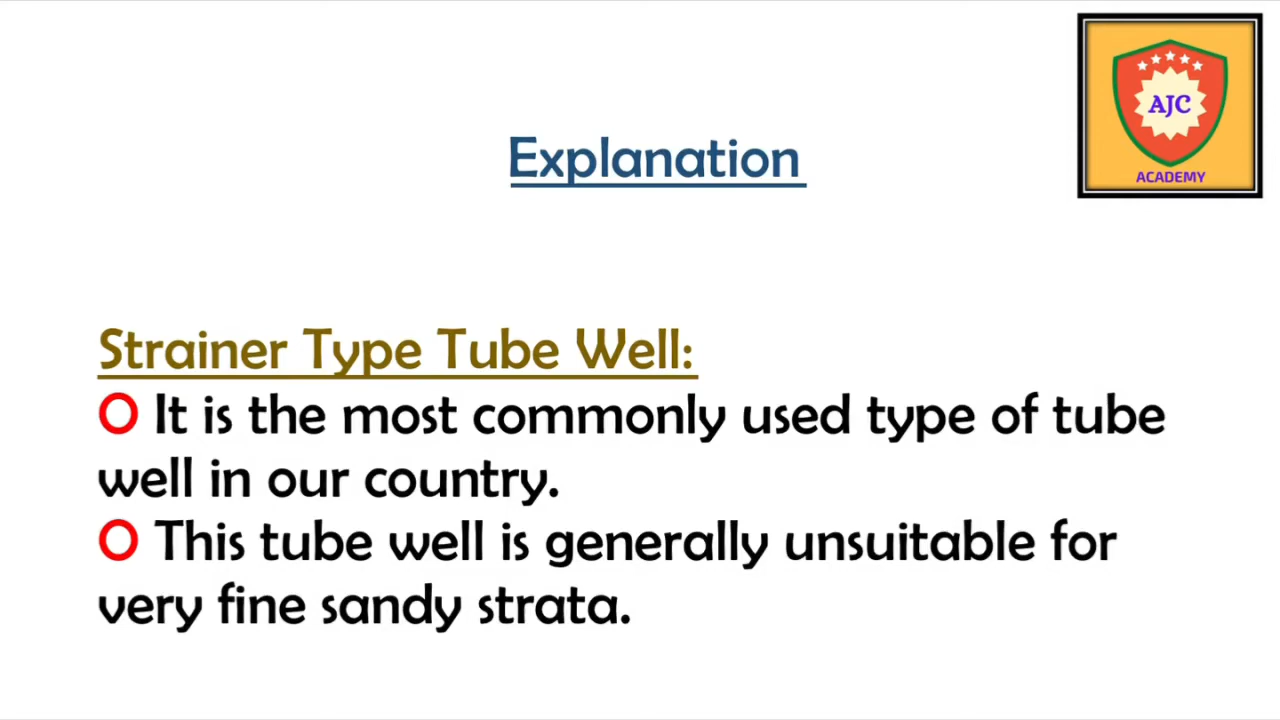 AJC
ACADEMY
Explanation
Strainer Type Tube Well:
O It is the most commonly used type of tube
well in our country.
O This tube well is generally unsuitable for
very fine sandy strata.